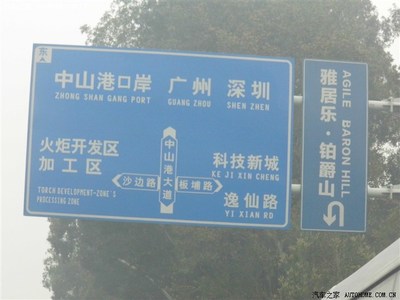 东
中山港口岸 广州 深圳
ZHONG SHAN GANG PORT GUANG ZHOU SHEN ZHEN
火炬开发区
加工区
TORCH DEVELOPMENT-ZONE'S
PROCESSING ZONE
中山港大道
沙边路
板埔路
科技新城
KE JI XIN CHENG
逸仙路
YI XIAN RD
雅居乐·铂爵山
AGILE BARON HILL
汽车之家 AUTOHOME.COM.CN